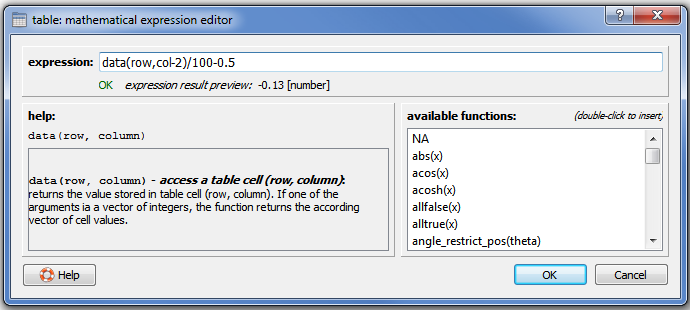 table: mathematical expression editor
expression: data(row,col-2)/100-0.5
OK expression result preview: -0.13 [number]
help:
data(row, column)
data(row, column) - access a table cell (row, column):
returns the value stored in table cell (row, column). If one of the
arguments ia a vector of integers, the function returns the according
vector of cell values.
available functions: (double-click to insert)
NA
abs(x)
acos(x)
acosh(x)
allfalse(x)
alltrue(x)
angle_restrict_pos(theta)
Help
OK
Cancel